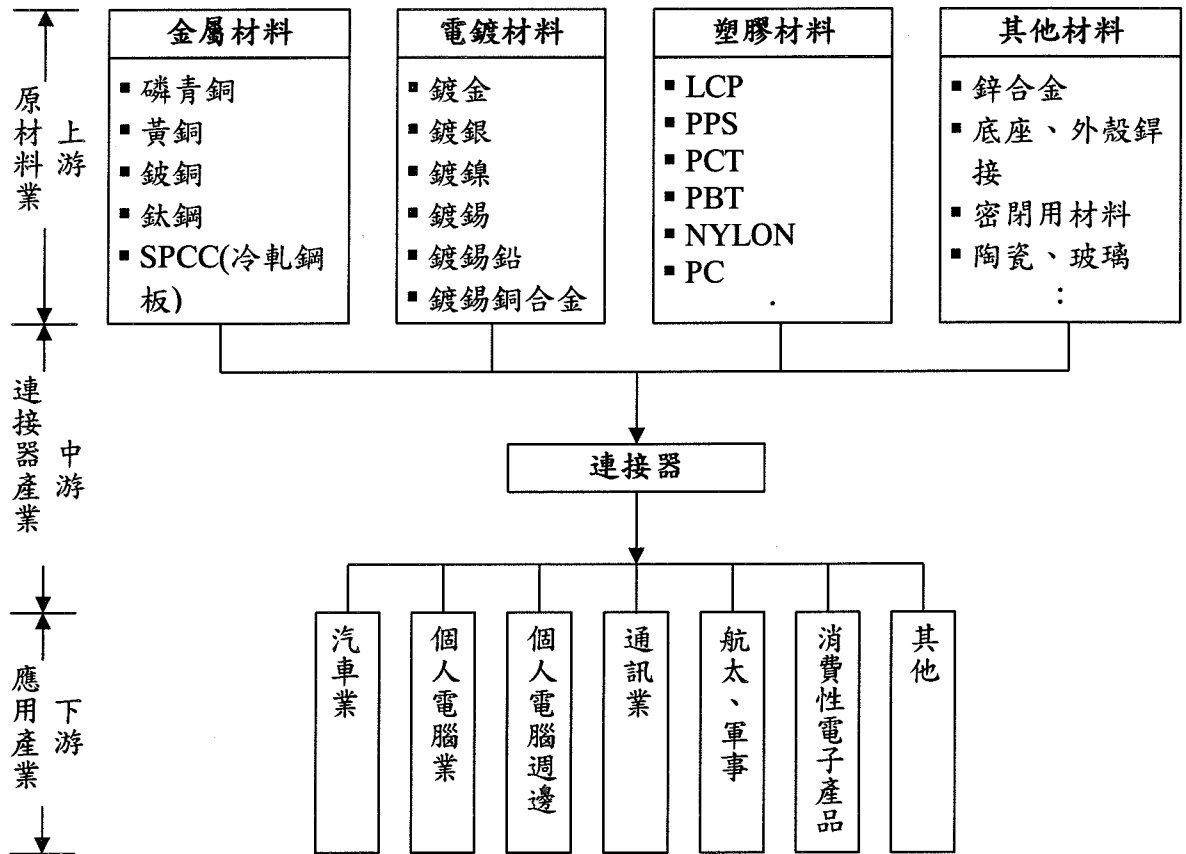 上游
原材料業
金屬材料
▪ 磷青銅
▪ 黃銅
▪ 鈹銅
▪ 鈦鋼
▪ SPCC(冷軋鋼
板)
電鍍材料
▪ 鍍金
▪ 鍍銀
▪ 鍍鎳
▪ 鍍錫
▪ 鍍錫鉛
▪ 鍍錫銅合金
塑膠材料
▪ LCP
▪ PPS
▪ PCT
▪ PBT
▪ NYLON
▪ PC
.
其他材料
▪ 鋅合金
▪ 底座、外殼銲
接
▪ 密閉用材料
▪ 陶瓷、玻璃
:
中游
連接器產業
連接器
下游
應用產業
汽車業
個人電腦業
個人電腦週邊
通訊業
航太、軍事
消費性電子產品
其他